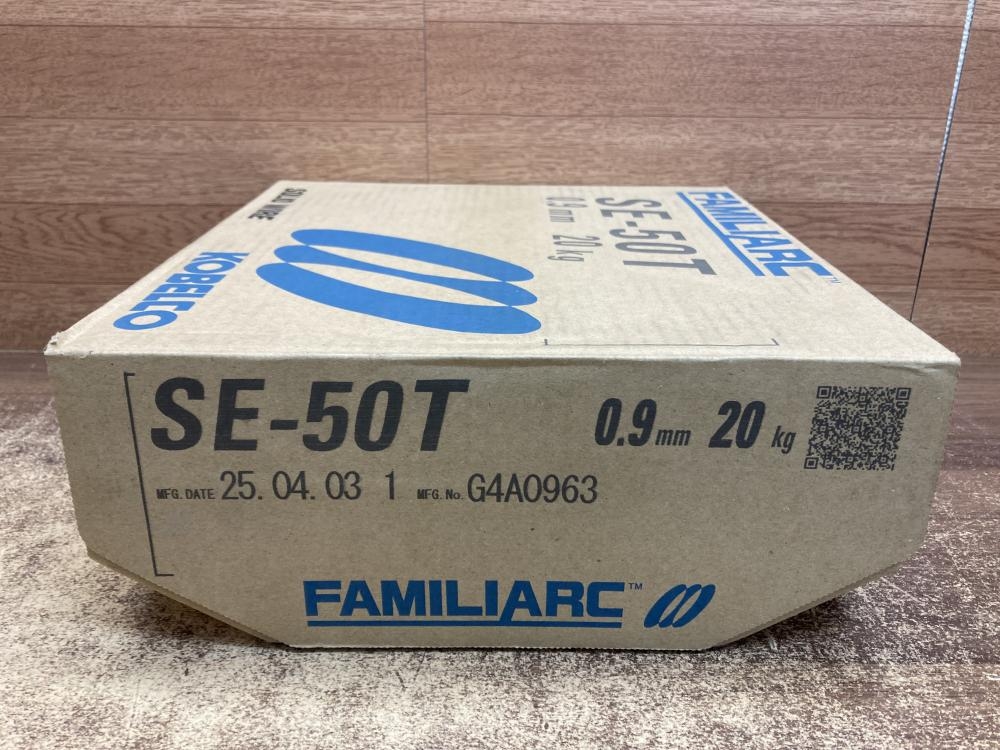 SOLID WIRE
KOBELCO
FAMILIARC™
SE-50T
0.9mm 20kg
SE-50T 0.9mm 20kg
MFG. DATE 25.04.03 1 MFG. No. G4A0963
FAMILIARC™